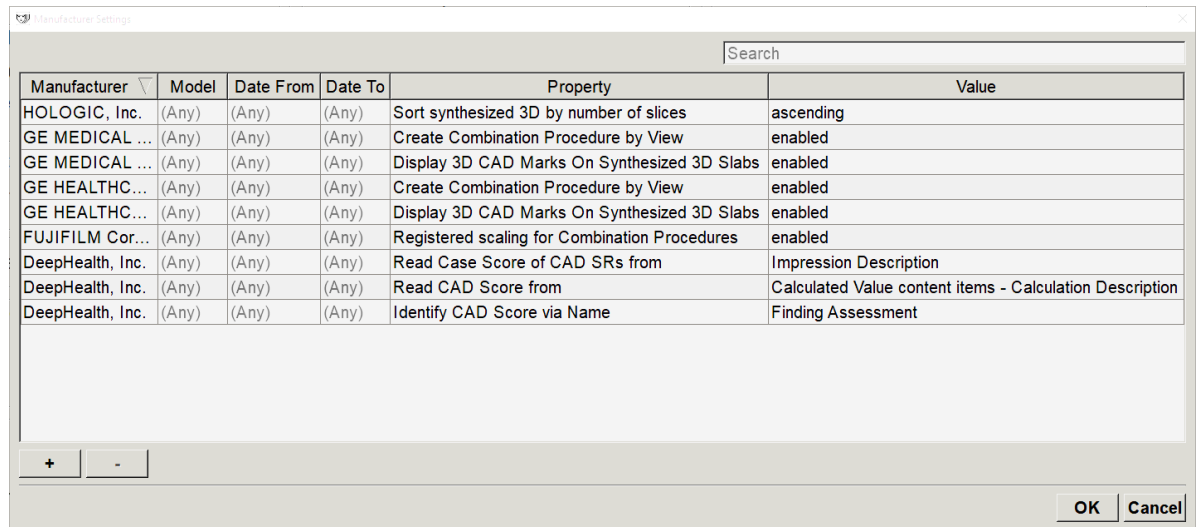 Manufacturer Settings
Search
Manufacturer Model Date From Date To Property Value
HOLOGIC, Inc. (Any) (Any) (Any) Sort synthesized 3D by number of slices ascending
GE MEDICAL ... (Any) (Any) (Any) Create Combination Procedure by View enabled
GE MEDICAL ... (Any) (Any) (Any) Display 3D CAD Marks On Synthesized 3D Slabs enabled
GE HEALTHC... (Any) (Any) (Any) Create Combination Procedure by View enabled
GE HEALTHC... (Any) (Any) (Any) Display 3D CAD Marks On Synthesized 3D Slabs enabled
FUJIFILM Cor... (Any) (Any) (Any) Registered scaling for Combination Procedures enabled
DeepHealth, Inc. (Any) (Any) (Any) Read Case Score of CAD SRs from Impression Description
DeepHealth, Inc. (Any) (Any) (Any) Read CAD Score from Calculated Value content items - Calculation Description
DeepHealth, Inc. (Any) (Any) (Any) Identify CAD Score via Name Finding Assessment
+ -
OK Cancel